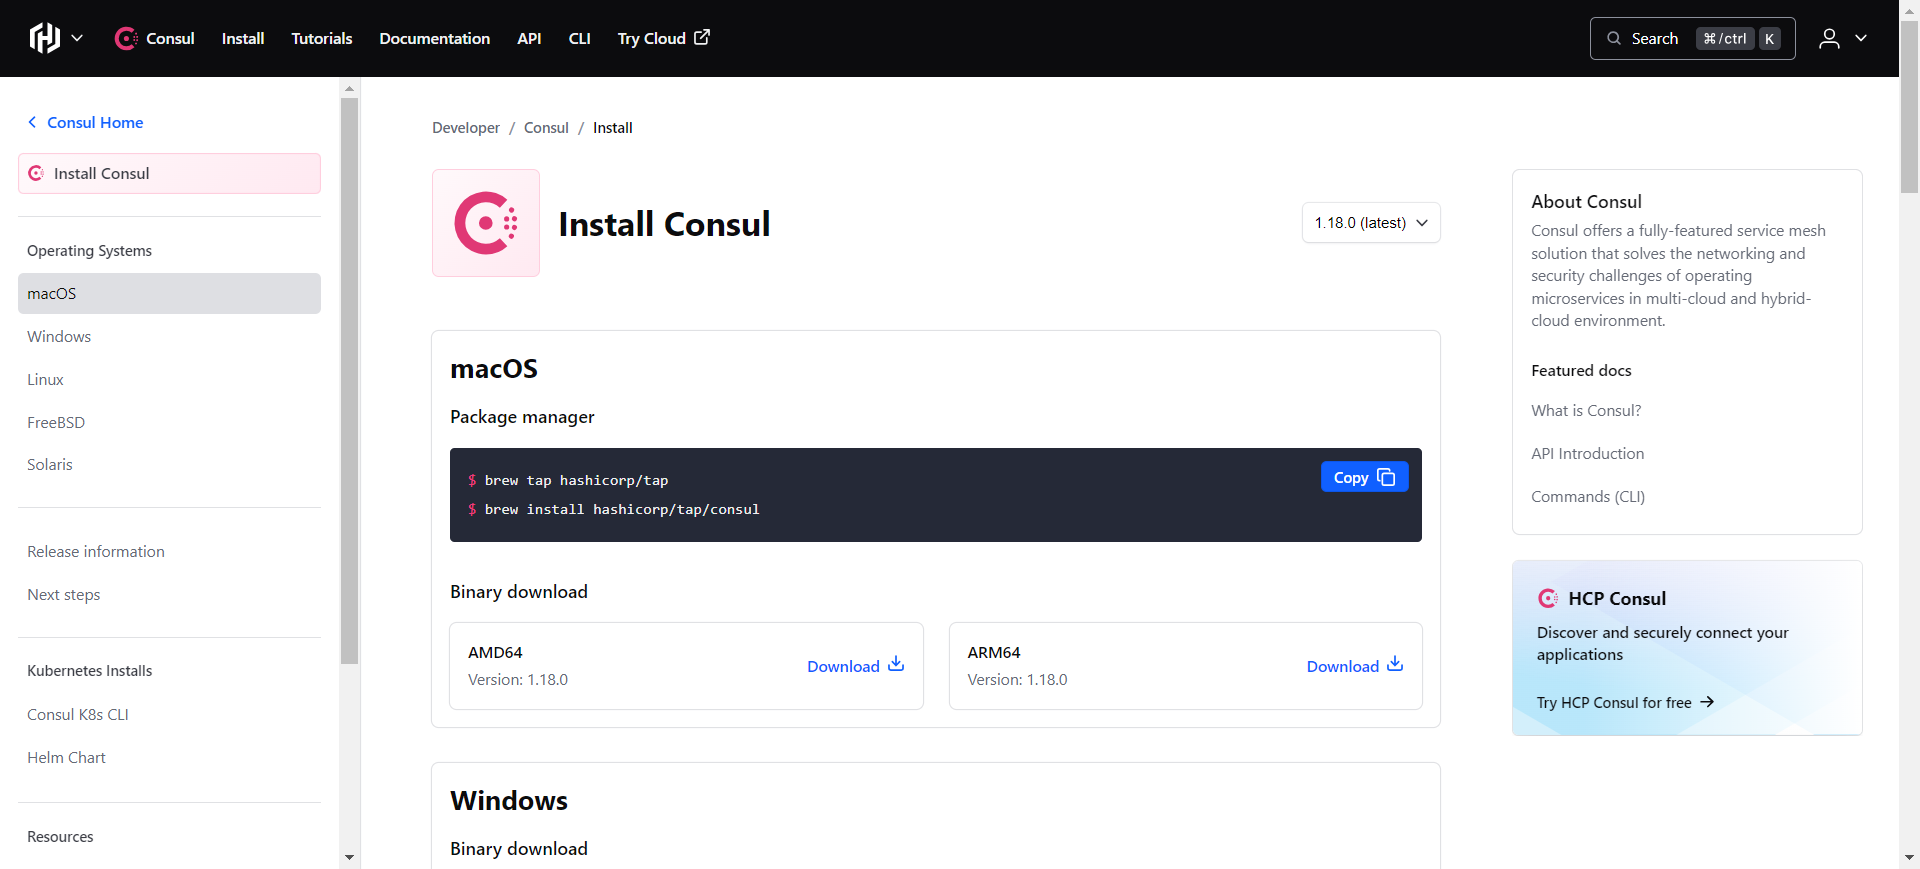 Consul
Install
Tutorials
Documentation
API
CLI
Try Cloud
Search
⌘/ctrl
K
Consul Home
Install Consul
Operating Systems
macOS
Windows
Linux
FreeBSD
Solaris
Release information
Next steps
Kubernetes Installs
Consul K8s CLI
Helm Chart
Resources
Developer / Consul / Install
Install Consul
1.18.0 (latest)
macOS
Package manager
$ brew tap hashicorp/tap
$ brew install hashicorp/tap/consul
Copy
Binary download
AMD64
Version: 1.18.0
Download
ARM64
Version: 1.18.0
Download
Windows
Binary download
About Consul
Consul offers a fully-featured service mesh
solution that solves the networking and
security challenges of operating
microservices in multi-cloud and hybrid-
cloud environment.
Featured docs
What is Consul?
API Introduction
Commands (CLI)
HCP Consul
Discover and securely connect your
applications
Try HCP Consul for free